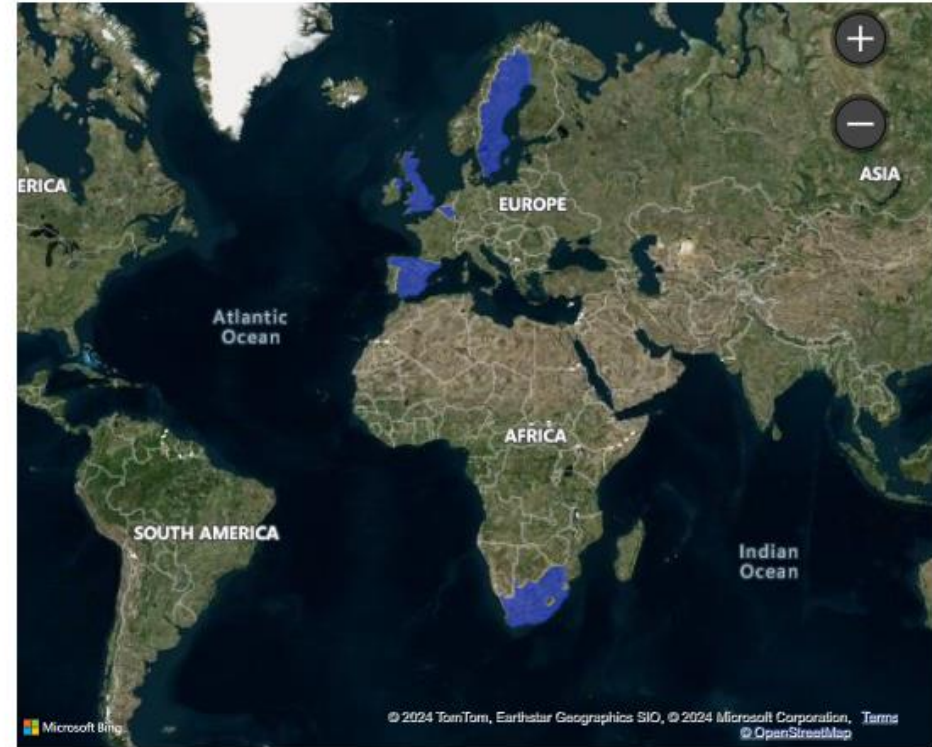 +
−
ERICA
ASIA
EUROPE
Atlantic
Ocean
AFRICA
SOUTH AMERICA
Indian
Ocean
Microsoft Bing
© 2024 TomTom, Earthstar Geographics SIO, © 2024 Microsoft Corporation, Terms
© OpenStreetMap